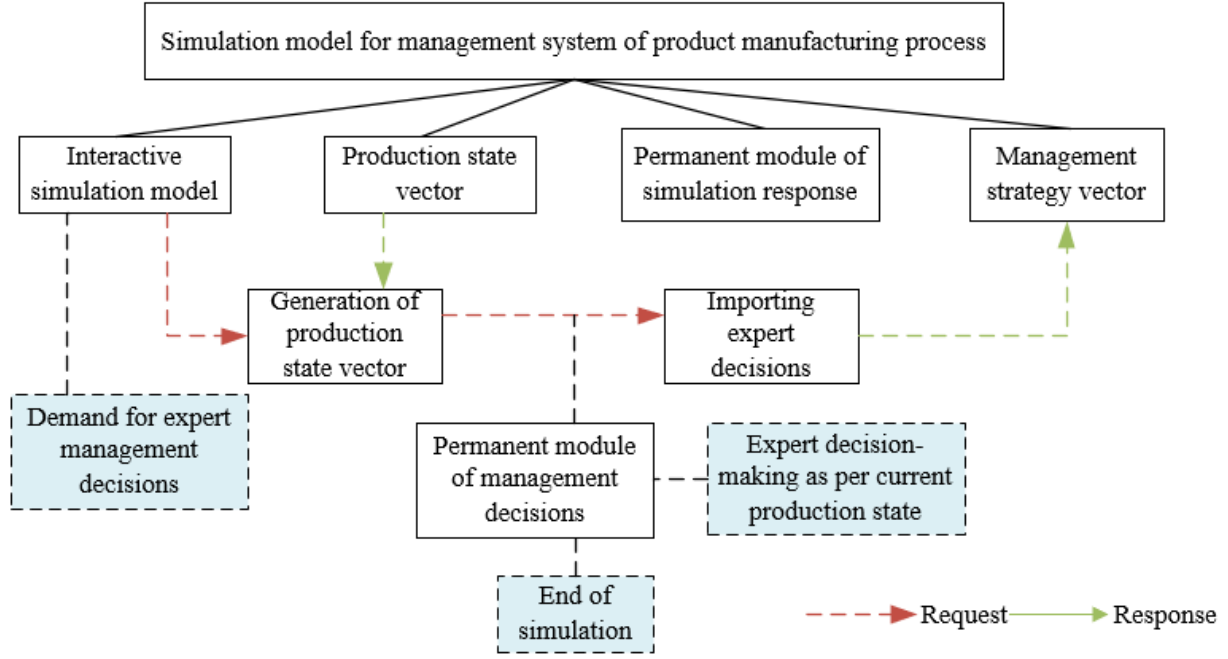 Simulation model for management system of product manufacturing process
Interactive
simulation model
Production state
vector
Permanent module of
simulation response
Management
strategy vector
Generation of
production
state vector
Importing
expert
decisions
Demand for expert
management
decisions
Permanent module
of management
decisions
Expert decision-
making as per current
production state
End of
simulation
Request
Response